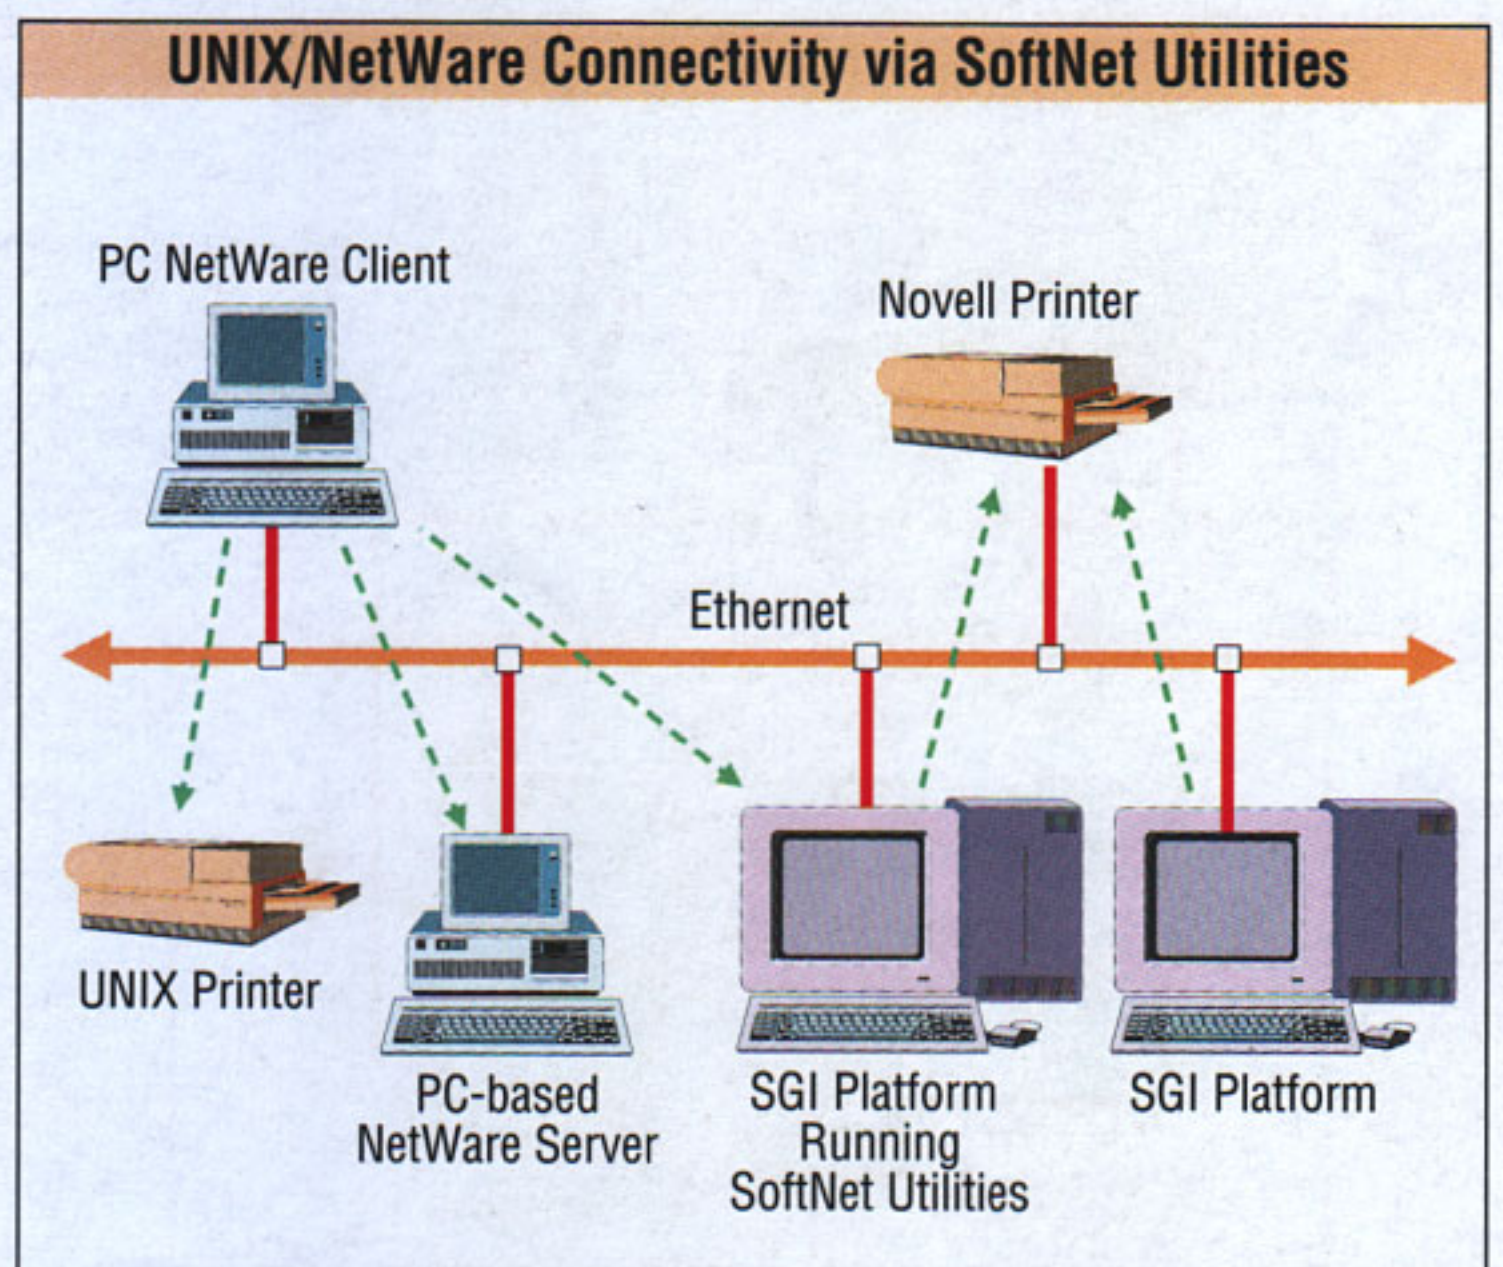 UNIX/NetWare Connectivity via SoftNet Utilities
PC NetWare Client
Novell Printer
Ethernet
UNIX Printer
PC-based
NetWare Server
SGI Platform
Running
SoftNet Utilities
SGI Platform